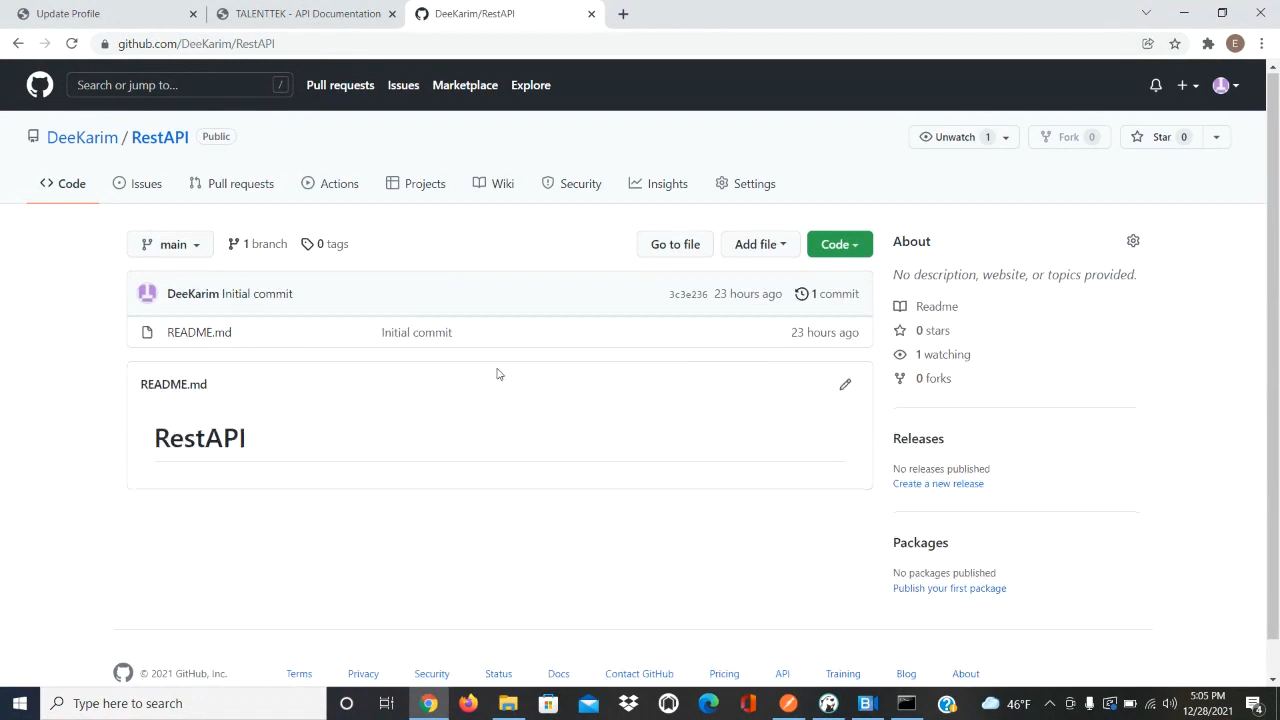 Update Profile
TALENTTEK - API Documentation
DeeKarim/RestAPI
github.com/DeeKarim/RestAPI
E
Search or jump to...
/
Pull requests
Issues
Marketplace
Explore
DeeKarim / RestAPI
Public
Unwatch 1
Fork 0
Star 0
Code
Issues
Pull requests
Actions
Projects
Wiki
Security
Insights
Settings
main
1 branch
0 tags
Go to file
Add file
Code
DeeKarim Initial commit
3c3e236 23 hours ago
1 commit
README.md
Initial commit
23 hours ago
README.md
RestAPI
About
No description, website, or topics provided.
Readme
0 stars
1 watching
0 forks
Releases
No releases published
Create a new release
Packages
No packages published
Publish your first package
© 2021 GitHub, Inc.
Terms
Privacy
Security
Status
Docs
Contact GitHub
Pricing
API
Training
Blog
About
Type here to search
46°F
5:05 PM
12/28/2021
4